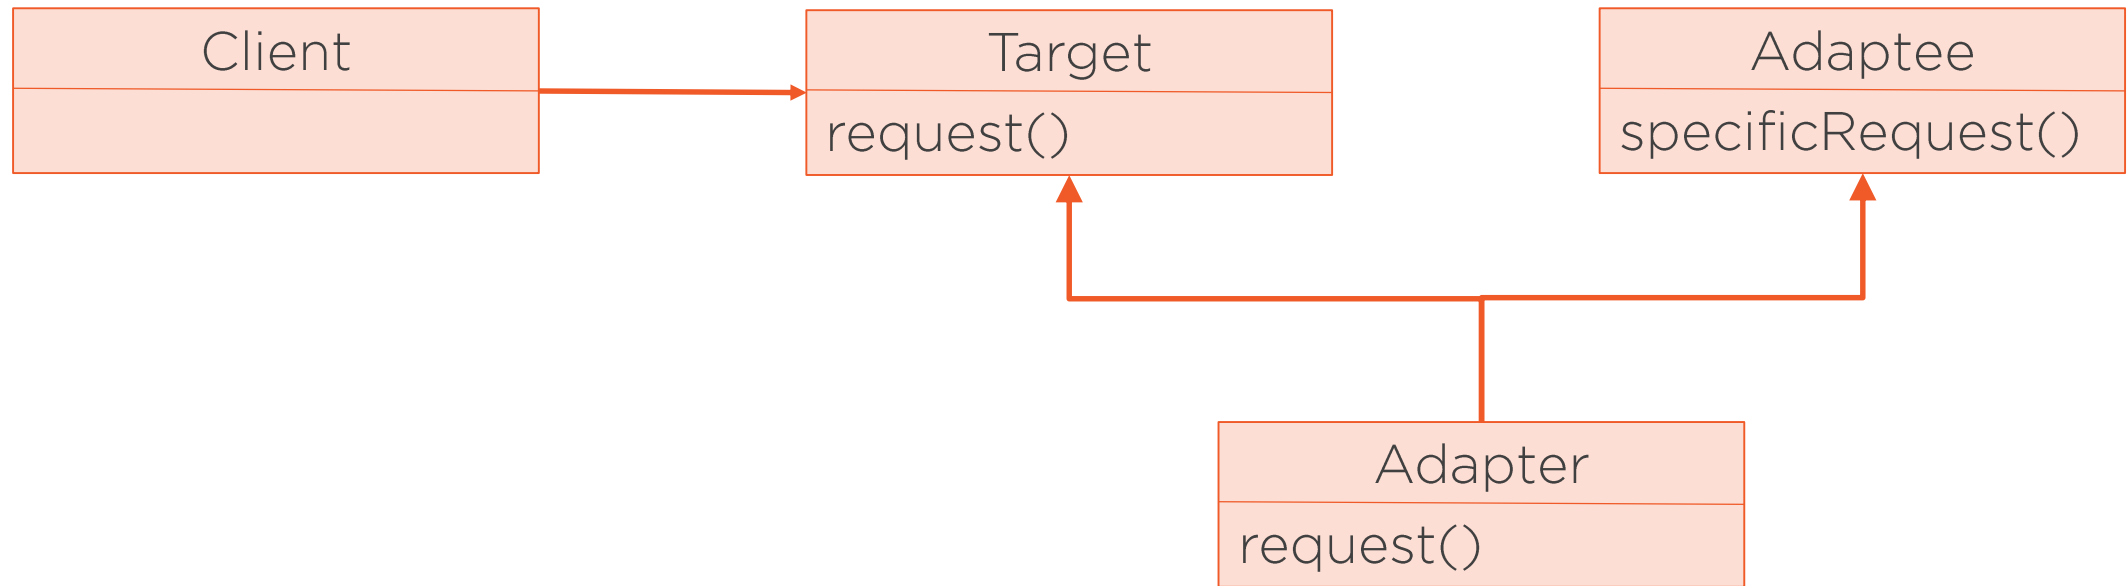 Client
Target
request()
Adaptee
specificRequest()
Adapter
request()